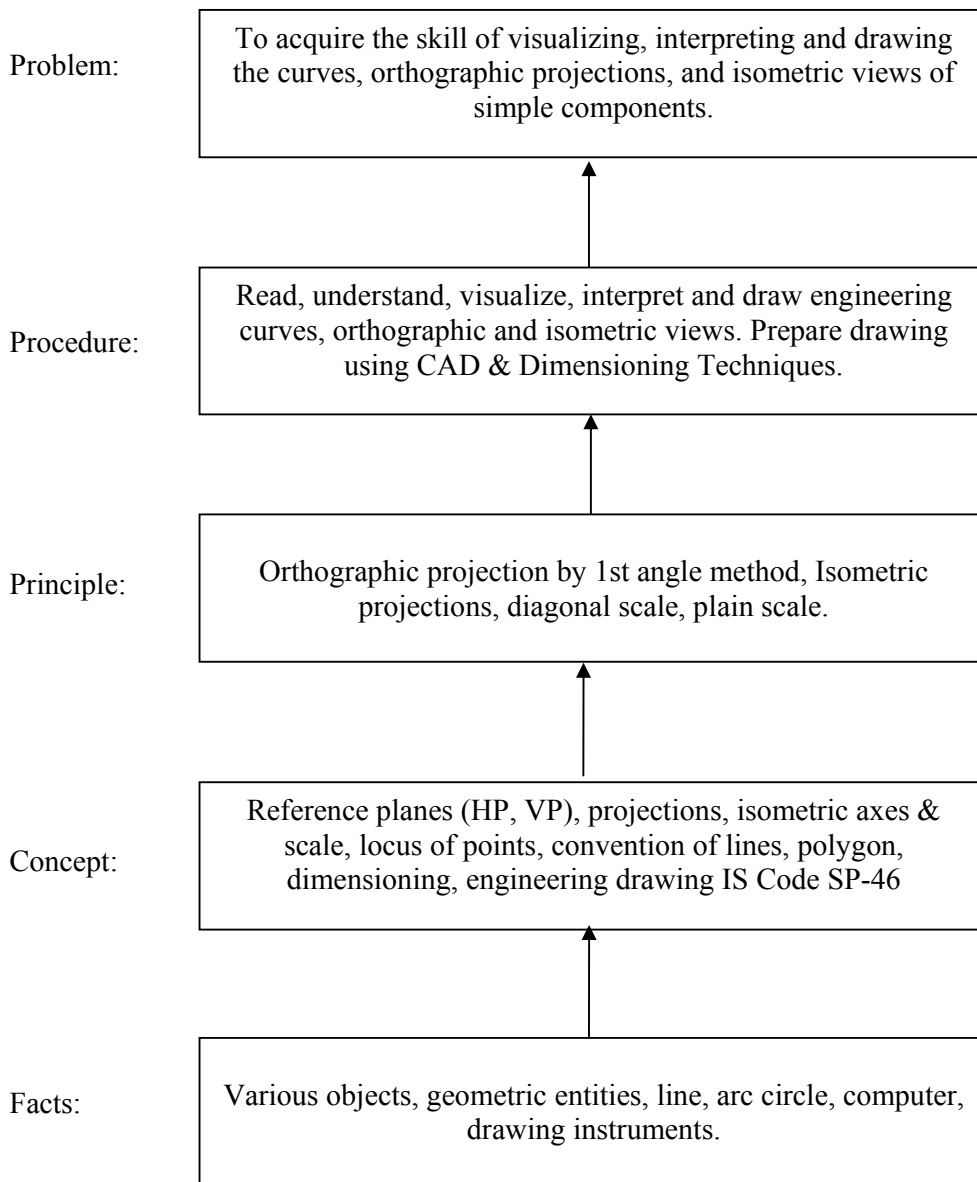 Problem:
To acquire the skill of visualizing, interpreting and drawing
the curves, orthographic projections, and isometric views of
simple components.
Procedure:
Read, understand, visualize, interpret and draw engineering
curves, orthographic and isometric views. Prepare drawing
using CAD & Dimensioning Techniques.
Principle:
Orthographic projection by 1st angle method, Isometric
projections, diagonal scale, plain scale.
Concept:
Reference planes (HP, VP), projections, isometric axes &
scale, locus of points, convention of lines, polygon,
dimensioning, engineering drawing IS Code SP-46
Facts:
Various objects, geometric entities, line, arc circle, computer,
drawing instruments.